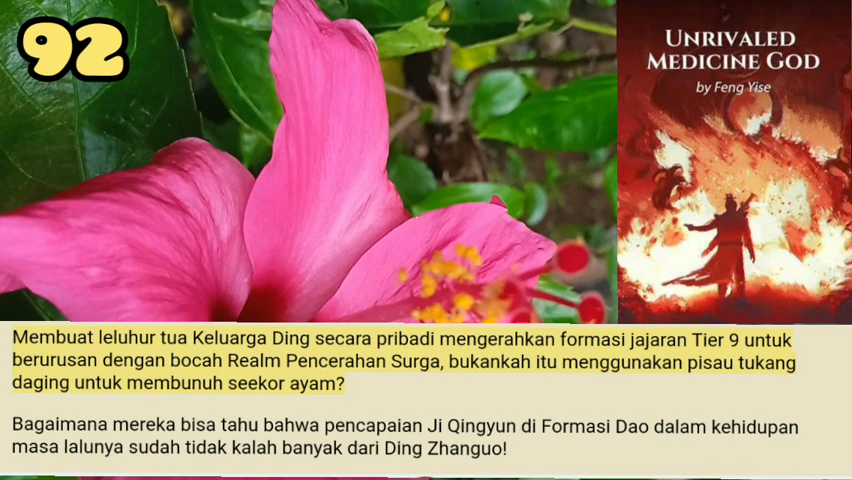 92
UNRIVALED
MEDICINE GOD
by Feng Yise
Membuat leluhur tua Keluarga Ding secara pribadi mengerahkan formasi jajaran Tier 9 untuk
berurusan dengan bocah Realm Pencerahan Surga, bukankah itu menggunakan pisau tukang
daging untuk membunuh seekor ayam?
Bagaimana mereka bisa tahu bahwa pencapaian Ji Qingyun di Formasi Dao dalam kehidupan
masa lalunya sudah tidak kalah banyak dari Ding Zhanguo!